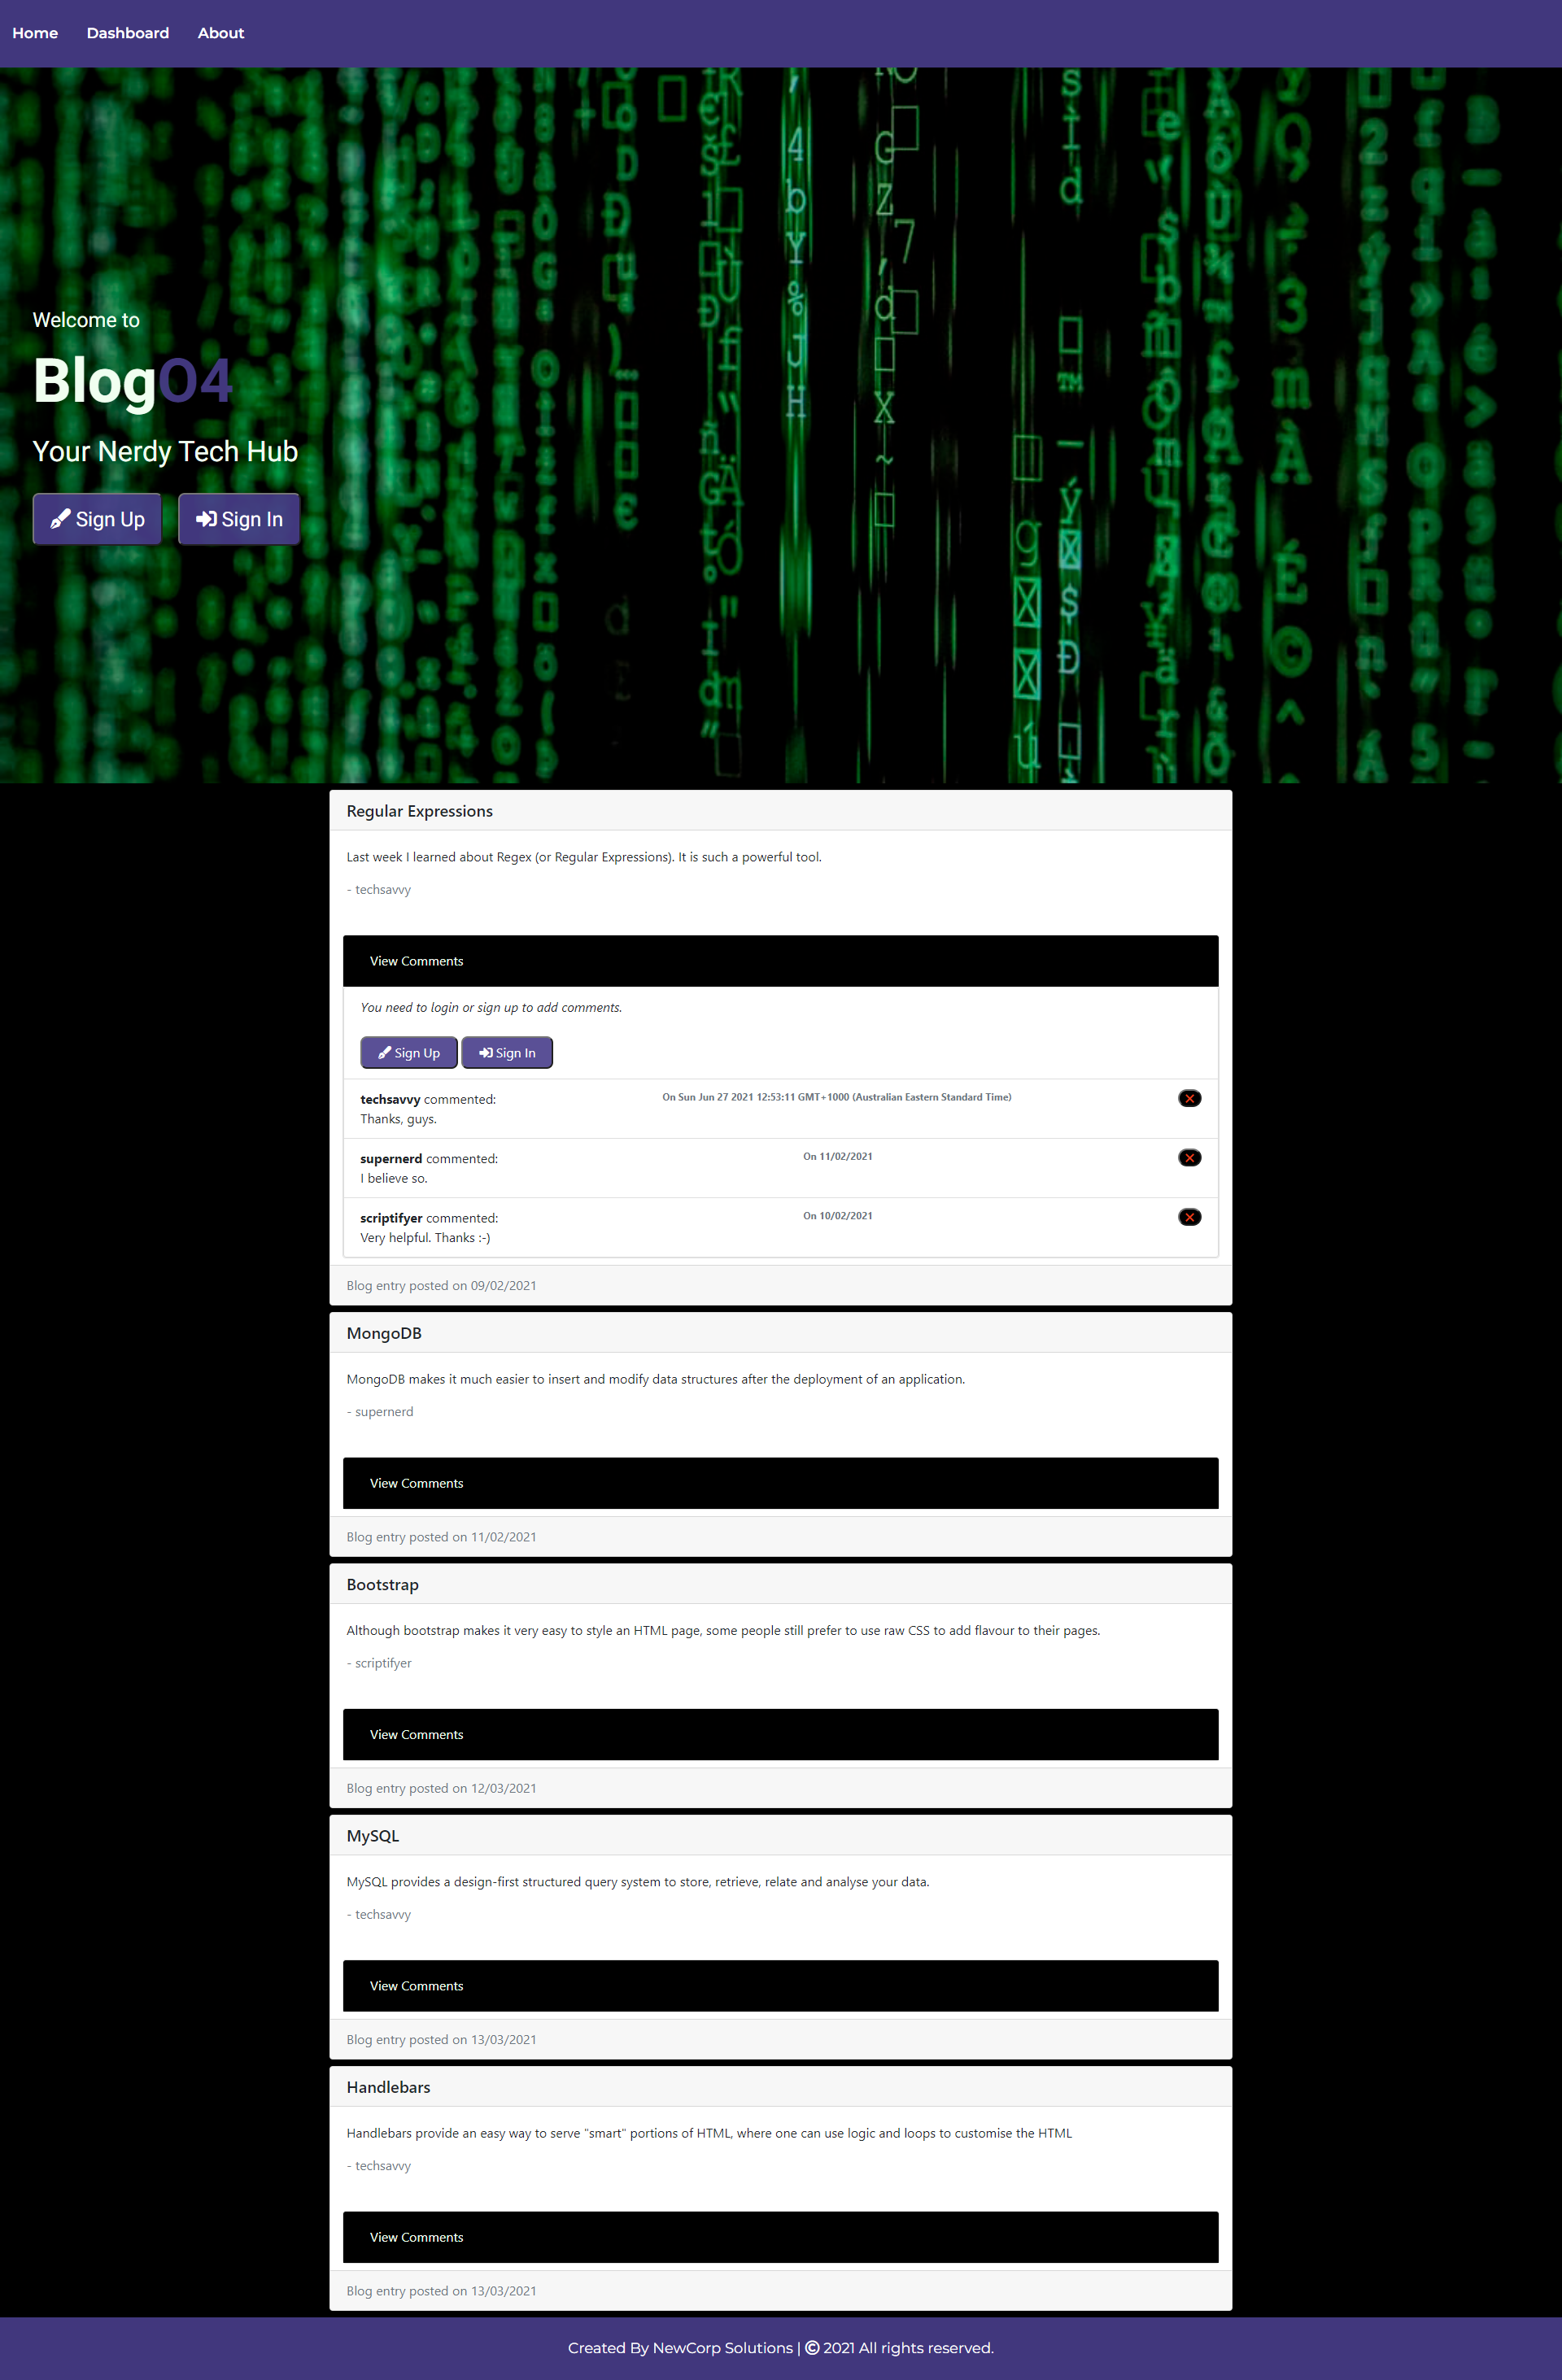 Home Dashboard About
Welcome to
Blog04
Your Nerdy Tech Hub
Sign Up Sign In
Regular Expressions
Last week I learned about Regex (or Regular Expressions). It is such a powerful tool.
- techsavvy
View Comments
You need to login or sign up to add comments.
Sign Up Sign In
techsavvy commented: On Sun Jun 27 2021 12:53:11 GMT+1000 (Australian Eastern Standard Time)
Thanks, guys.
supernerd commented: On 11/02/2021
I believe so.
scriptifyer commented: On 10/02/2021
Very helpful. Thanks :-)
Blog entry posted on 09/02/2021
MongoDB
MongoDB makes it much easier to insert and modify data structures after the deployment of an application.
- supernerd
View Comments
Blog entry posted on 11/02/2021
Bootstrap
Although bootstrap makes it very easy to style an HTML page, some people still prefer to use raw CSS to add flavour to their pages.
- scriptifyer
View Comments
Blog entry posted on 12/03/2021
MySQL
MySQL provides a design-first structured query system to store, retrieve, relate and analyse your data.
- techsavvy
View Comments
Blog entry posted on 13/03/2021
Handlebars
Handlebars provide an easy way to serve "smart" portions of HTML, where one can use logic and loops to customise the HTML
- techsavvy
View Comments
Blog entry posted on 13/03/2021
Created By NewCorp Solutions | © 2021 All rights reserved.